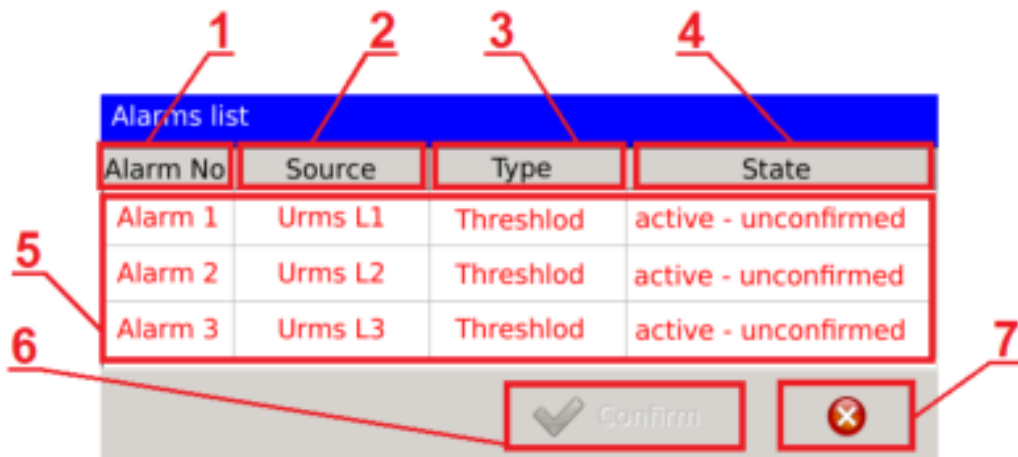 1 2 3 4
Alarms list
Alarm No Source Type State
Alarm 1 Urms L1 Threshlod active - unconfirmed
5
Alarm 2 Urms L2 Threshlod active - unconfirmed
Alarm 3 Urms L3 Threshlod active - unconfirmed
6 7
Confirm